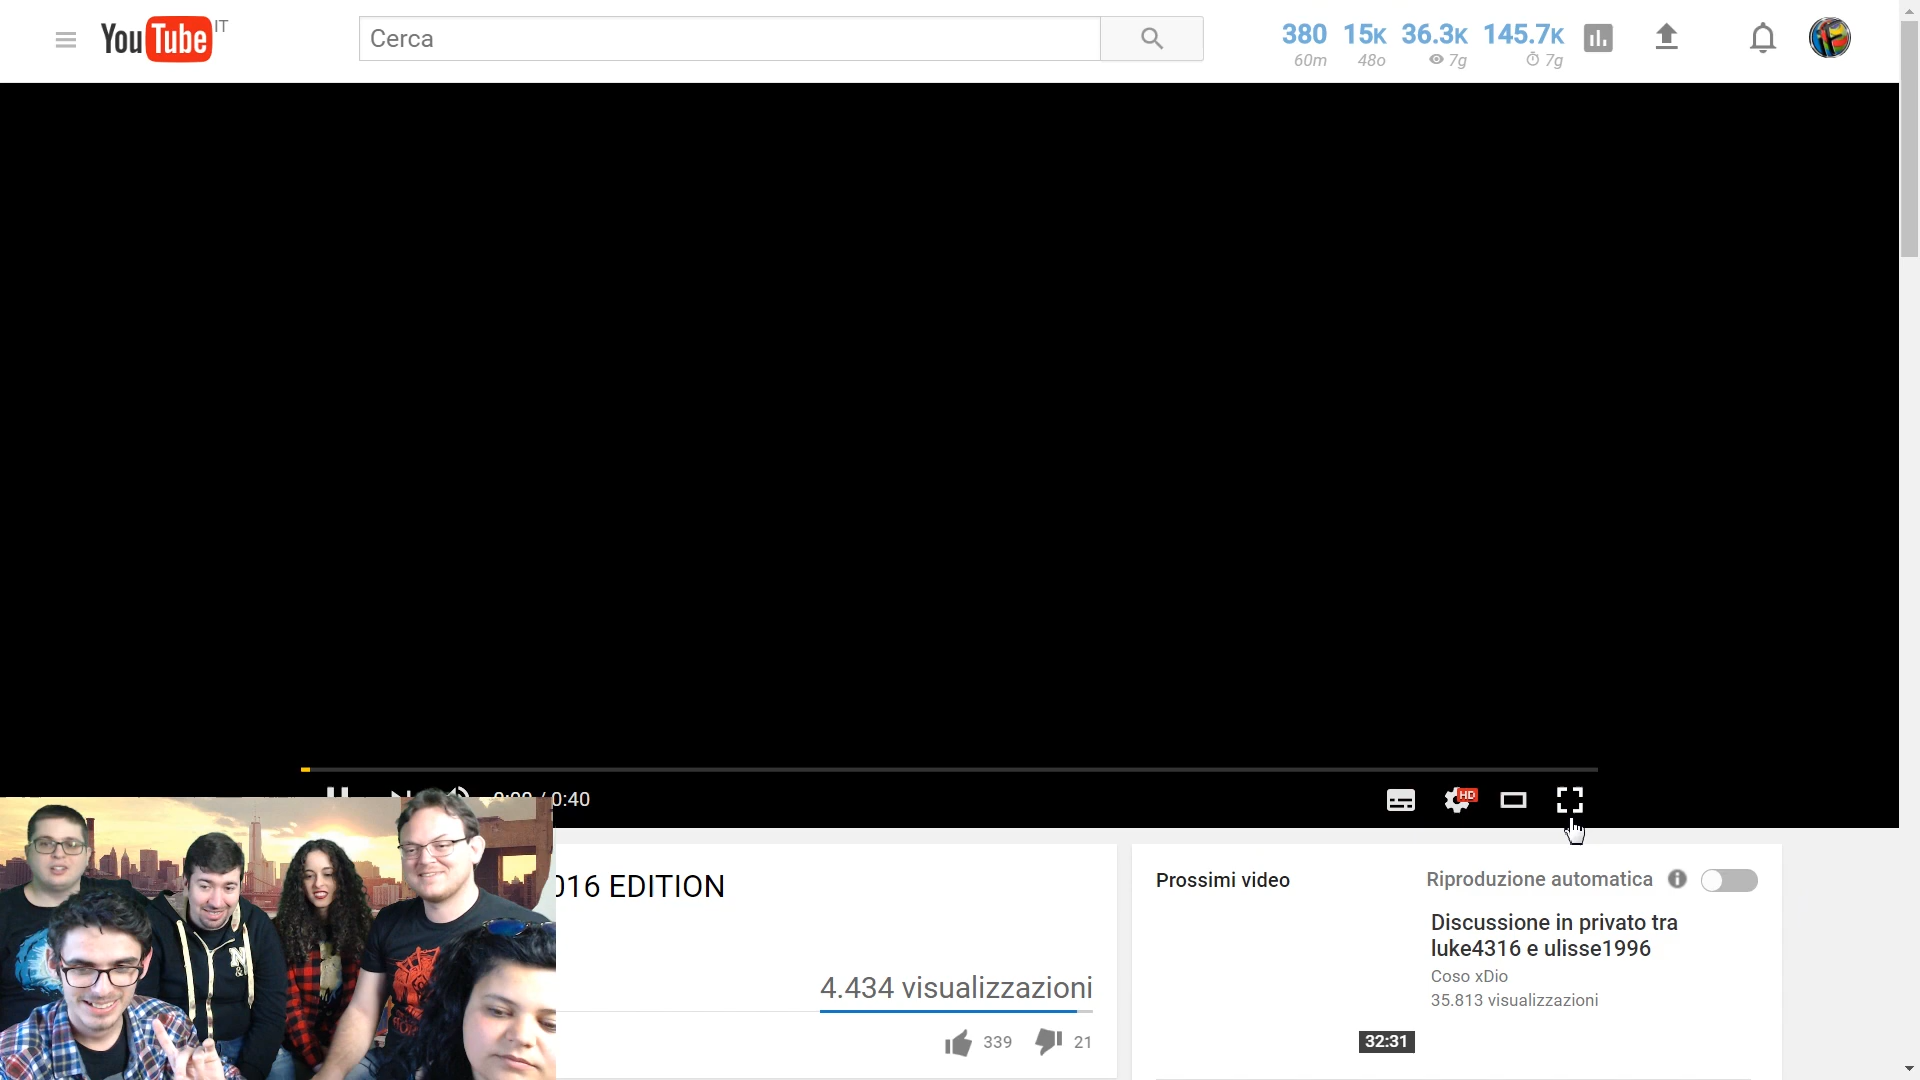 YouTube IT
Cerca
380 15K 36.3K 145.7K
60m 48o 7g 7g
0:40
HD
016 EDITION
4.434 visualizzazioni
339 21
Prossimi video
Riproduzione automatica
Discussione in privato tra
luke4316 e ulisse1996
Coso xDio
35.813 visualizzazioni
32:31